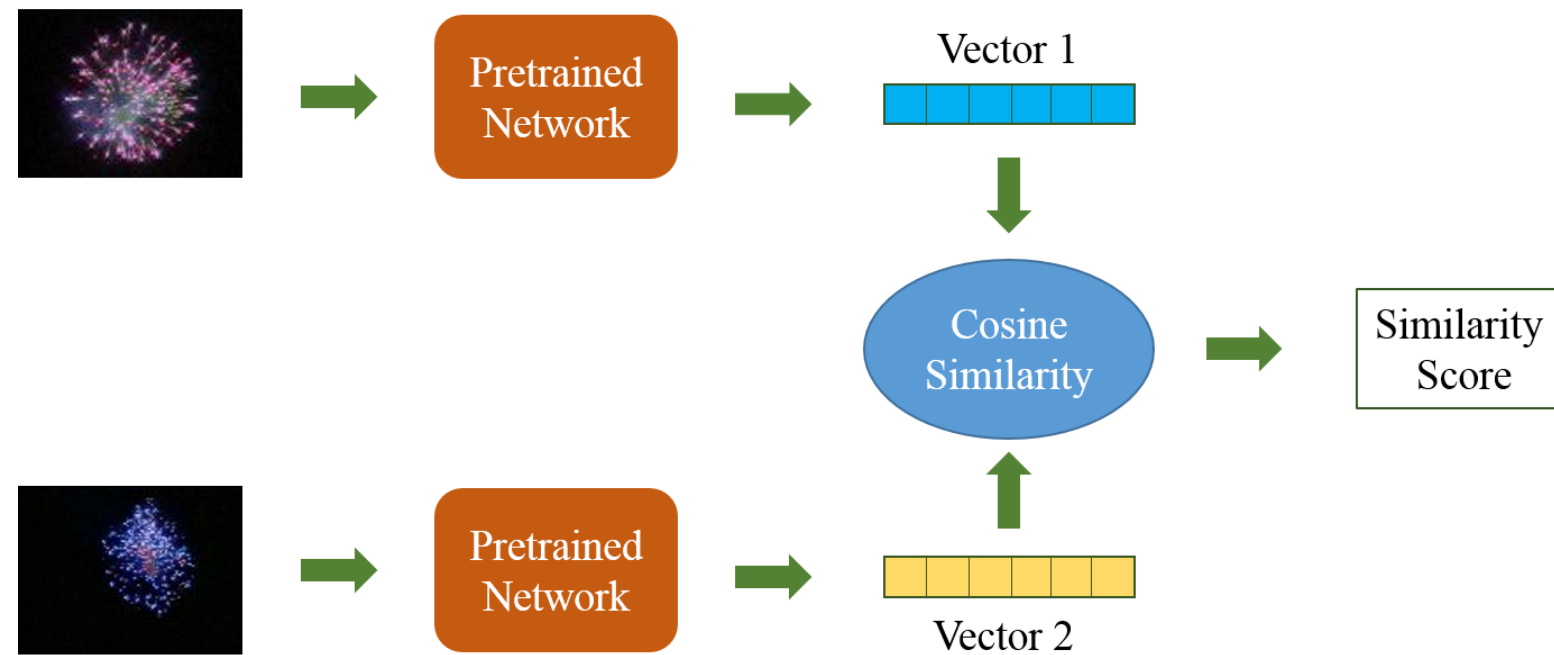 Pretrained
Network
Vector 1
Cosine
Similarity
Similarity
Score
Pretrained
Network
Vector 2